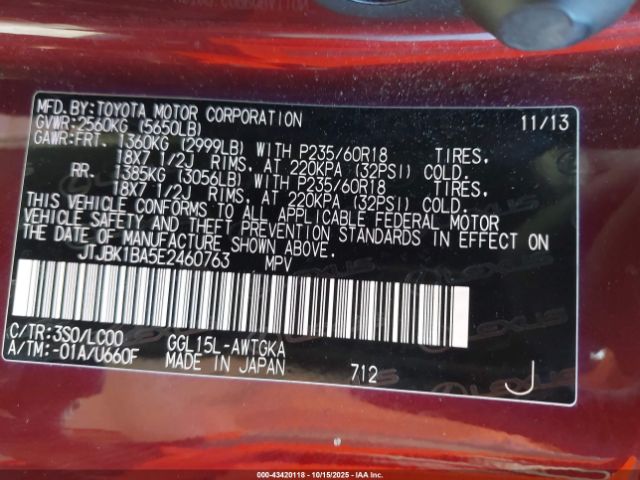 MFD.BY:TOYOTA MOTOR CORPORATION 11/13
GVWR:2560KG (5650LB)
GAWR:FRT 1360KG (2999LB) WITH P235/60R18 TIRES.
18X7 1/2J RIMS. AT 220KPA (32PSI) COLD.
RR. 1385KG (3056LB) WITH P235/60R18 TIRES.
18X7 1/2J RIMS. AT 220KPA (32PSI) COLD.
THIS VEHICLE CONFORMS TO ALL APPLICABLE FEDERAL MOTOR
VEHICLE SAFETY AND THEFT PREVENTION STANDARDS IN EFFECT ON
THE DATE OF MANUFACTURE SHOWN ABOVE.
JTJBK1BA5E2460763 MPV
C/TR:3S0/LC00 GGL15L-AWTGKA
A/TM:-01A/U660F MADE IN JAPAN 712 J
LEXUS
000-43420118 - 10/15/2025 - IAAI.COM